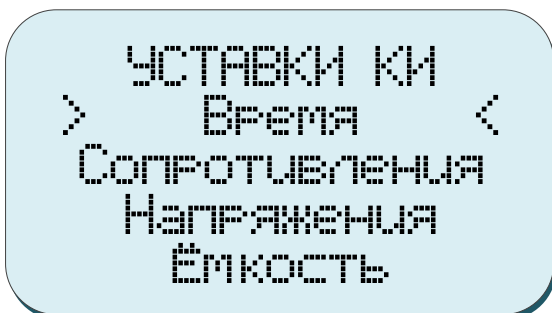 УСТАВКИ КИ
> Время <
Сопротивления
Напряжения
Ёмкость